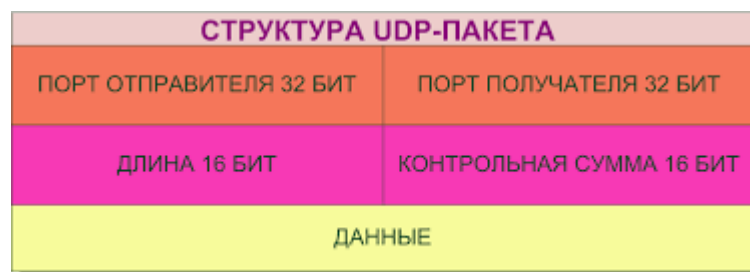 СТРУКТУРА UDP-ПАКЕТА
ПОРТ ОТПРАВИТЕЛЯ 32 БИТ
ПОРТ ПОЛУЧАТЕЛЯ 32 БИТ
ДЛИНА 16 БИТ
КОНТРОЛЬНАЯ СУММА 16 БИТ
ДАННЫЕ